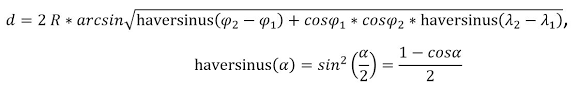 d = 2 R * arcsin√(haversinus(φ₂ − φ₁) + cosφ₁ * cosφ₂ * haversinus(λ₂ − λ₁)),
haversinus(α) = sin²(α/2) = (1 − cosα)/2